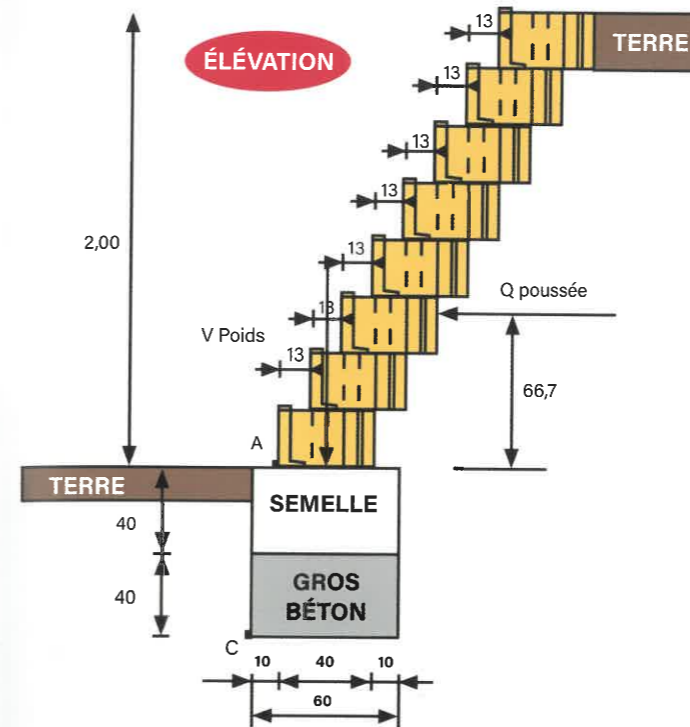 13
TERRE
ÉLÉVATION
13
13
13
2,00
13
Q poussée
13
V Poids
13
66,7
A
TERRE
SEMELLE
40
GROS
BÉTON
40
C
10 40 10
60